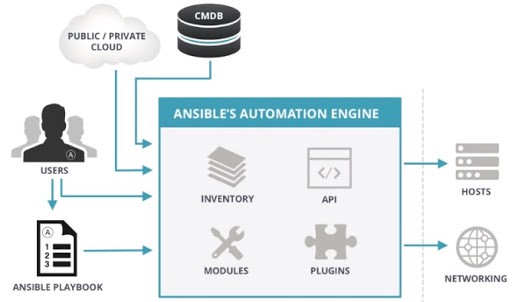 CMDB
PUBLIC / PRIVATE
CLOUD
ANSIBLE'S AUTOMATION ENGINE
USERS
A
INVENTORY
</>
API
HOSTS
A
1
2
3
ANSIBLE PLAYBOOK
MODULES
PLUGINS
NETWORKING